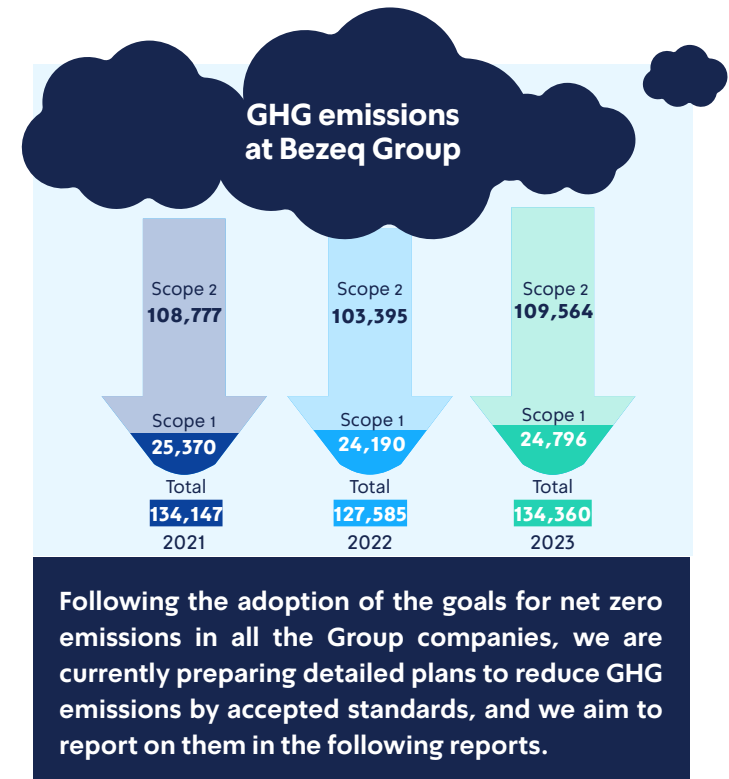 GHG emissions
at Bezeq Group
Scope 2
108,777
Scope 1
25,370
Total
134,147
2021
Scope 2
103,395
Scope 1
24,190
Total
127,585
2022
Scope 2
109,564
Scope 1
24,796
Total
134,360
2023
Following the adoption of the goals for net zero
emissions in all the Group companies, we are
currently preparing detailed plans to reduce GHG
emissions by accepted standards, and we aim to
report on them in the following reports.